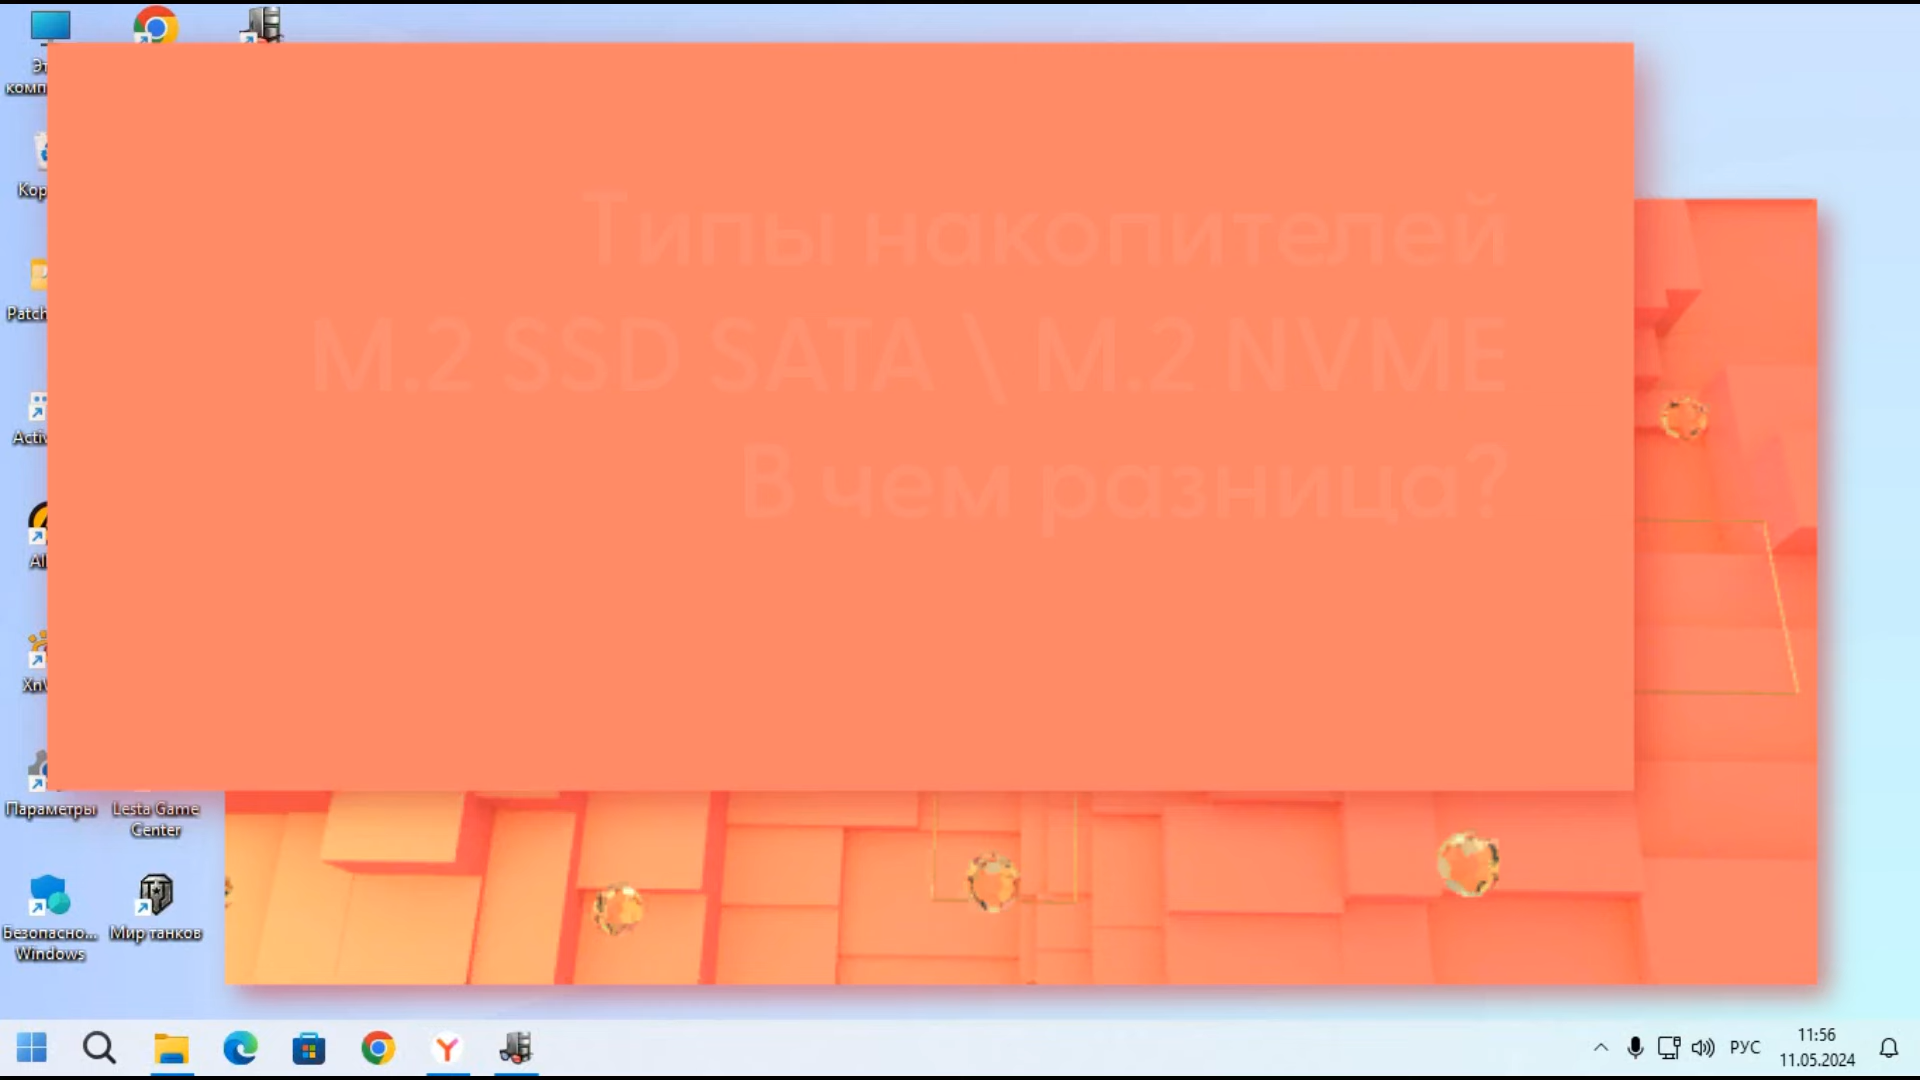 Типы накопителей
M.2 SSD SATA \ M.2 NVME
В чем разница?
Параметры
Lesta Game
Center
Безопасно...
Windows
Мир танков
РУС
11:56
11.05.2024